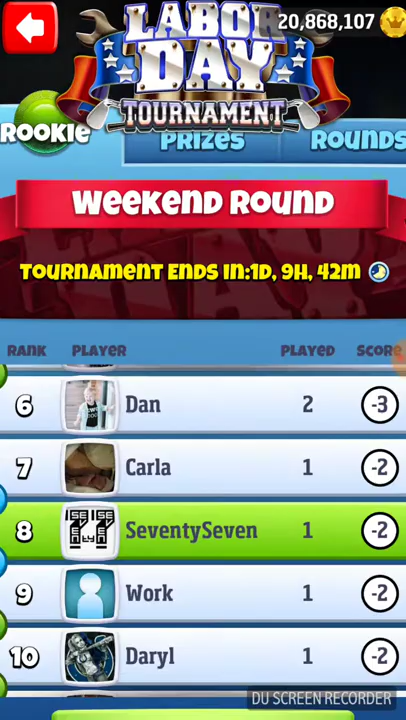 20,868,107
LABOR
DAY
TOURNAMENT
ROOKIE
PRIZES
ROUNDS
WEEKEND ROUND
TOURNAMENT ENDS IN:1D, 9H, 42M
RANK PLAYER PLAYED SCORE
6 Dan 2 -3
7 Carla 1 -2
8 SeventySeven 1 -2
9 Work 1 -2
10 Daryl 1 -2
DU SCREEN RECORDER